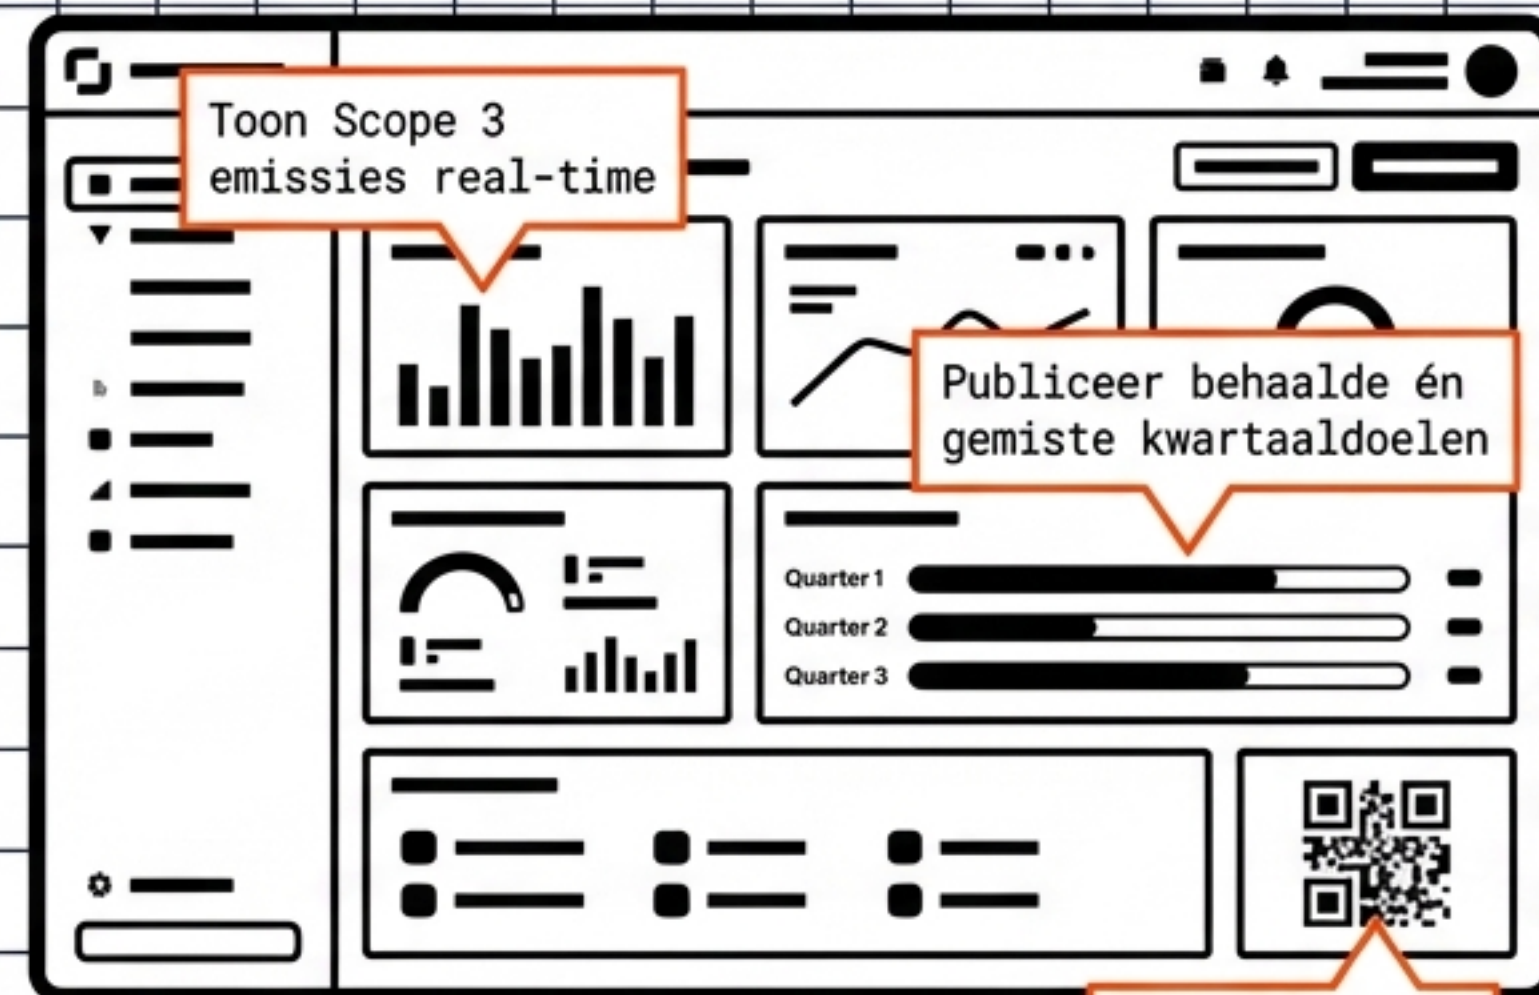 Toon Scope 3
emissies real-time
Publiceer behaalde én
gemiste kwartaaldoelen
Quarter 1
Quarter 2
Quarter 3